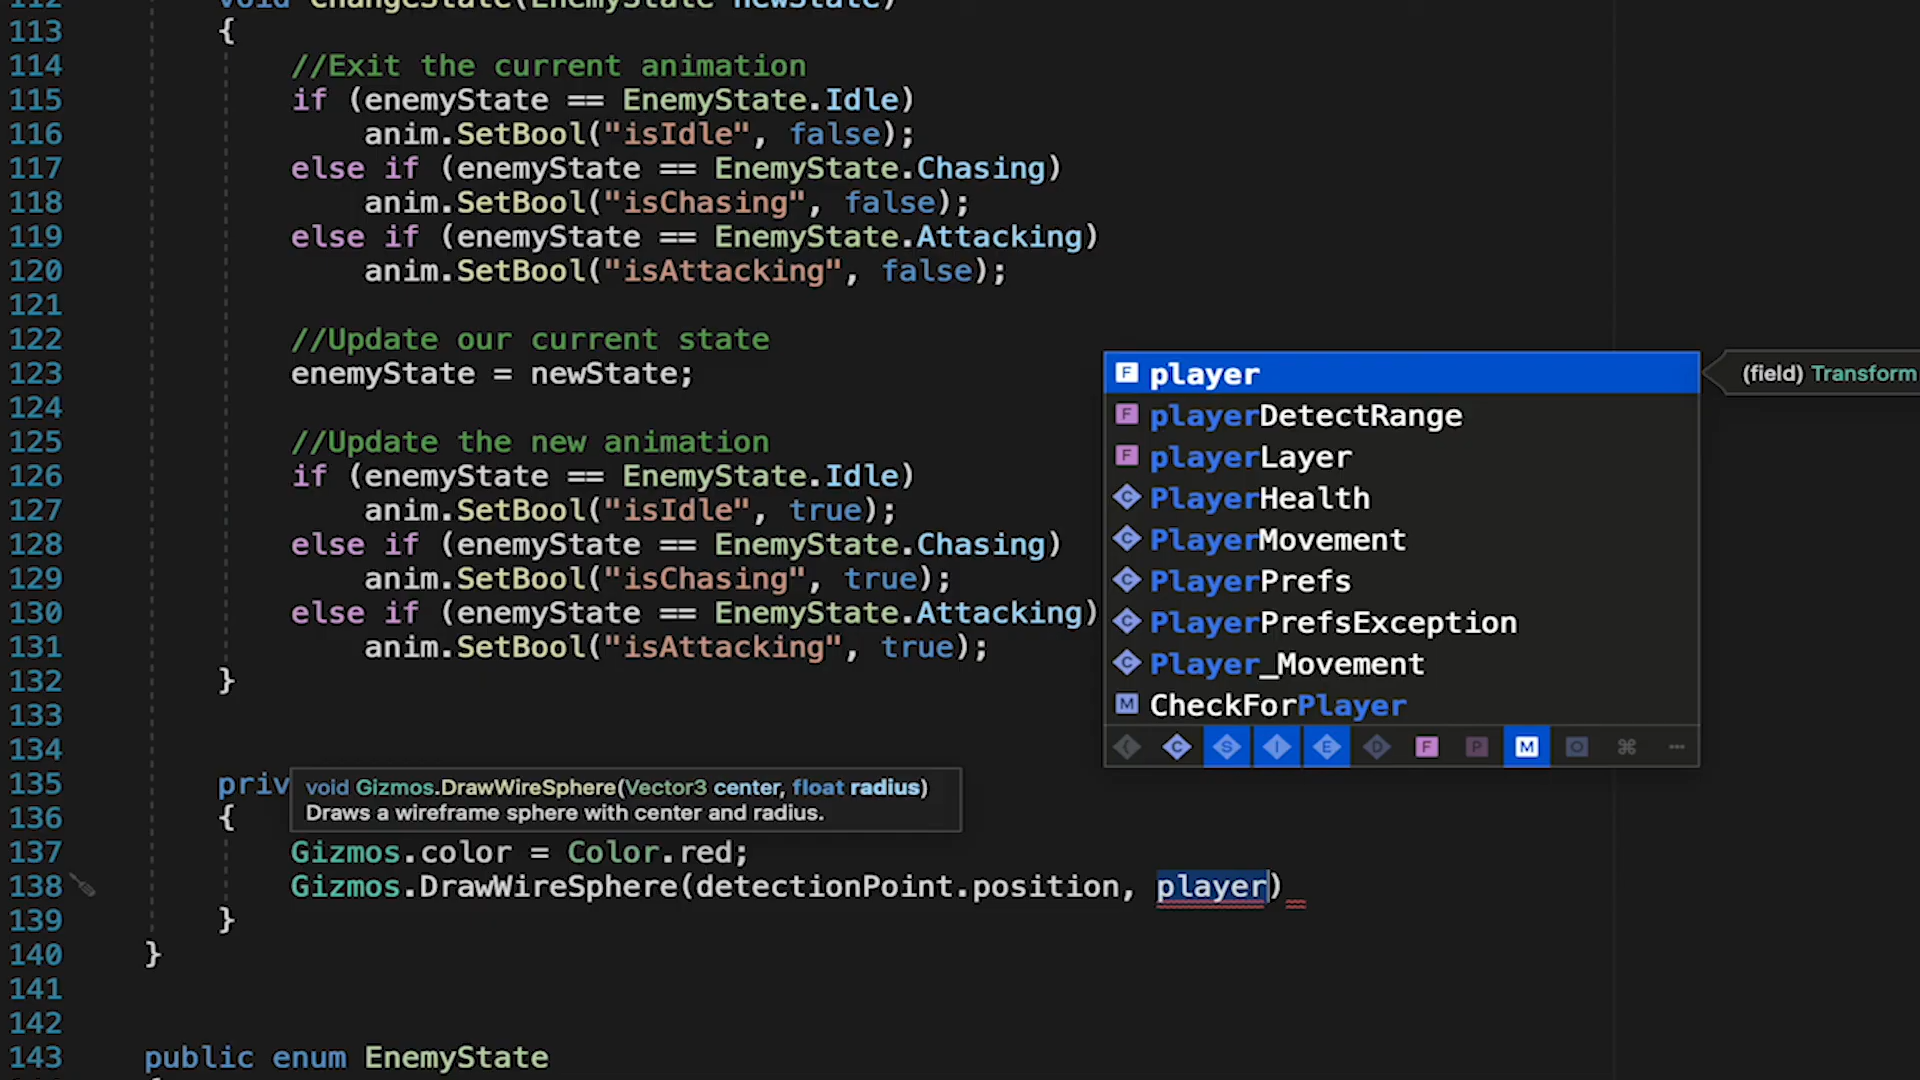 112 void ChangeState(EnemyState newState)
113 {
114 //Exit the current animation
115 if (enemyState == EnemyState.Idle)
116 anim.SetBool("isIdle", false);
117 else if (enemyState == EnemyState.Chasing)
118 anim.SetBool("isChasing", false);
119 else if (enemyState == EnemyState.Attacking)
120 anim.SetBool("isAttacking", false);
121
122 //Update our current state
123 enemyState = newState;
124
125 //Update the new animation
126 if (enemyState == EnemyState.Idle)
127 anim.SetBool("isIdle", true);
128 else if (enemyState == EnemyState.Chasing)
129 anim.SetBool("isChasing", true);
130 else if (enemyState == EnemyState.Attacking)
131 anim.SetBool("isAttacking", true);
132 }
133
134
135 priv
136 {
137 Gizmos.color = Color.red;
138 Gizmos.DrawWireSphere(detectionPoint.position, player)
139 }
140 }
141
142
143 public enum EnemyState
void Gizmos.DrawWireSphere(Vector3 center, float radius)
Draws a wireframe sphere with center and radius.
F player
F playerDetectRange
F playerLayer
C PlayerHealth
C PlayerMovement
C PlayerPrefs
C PlayerPrefsException
C Player_Movement
M CheckForPlayer
C S I E D F P M O ⌘ ...
(field) Transform